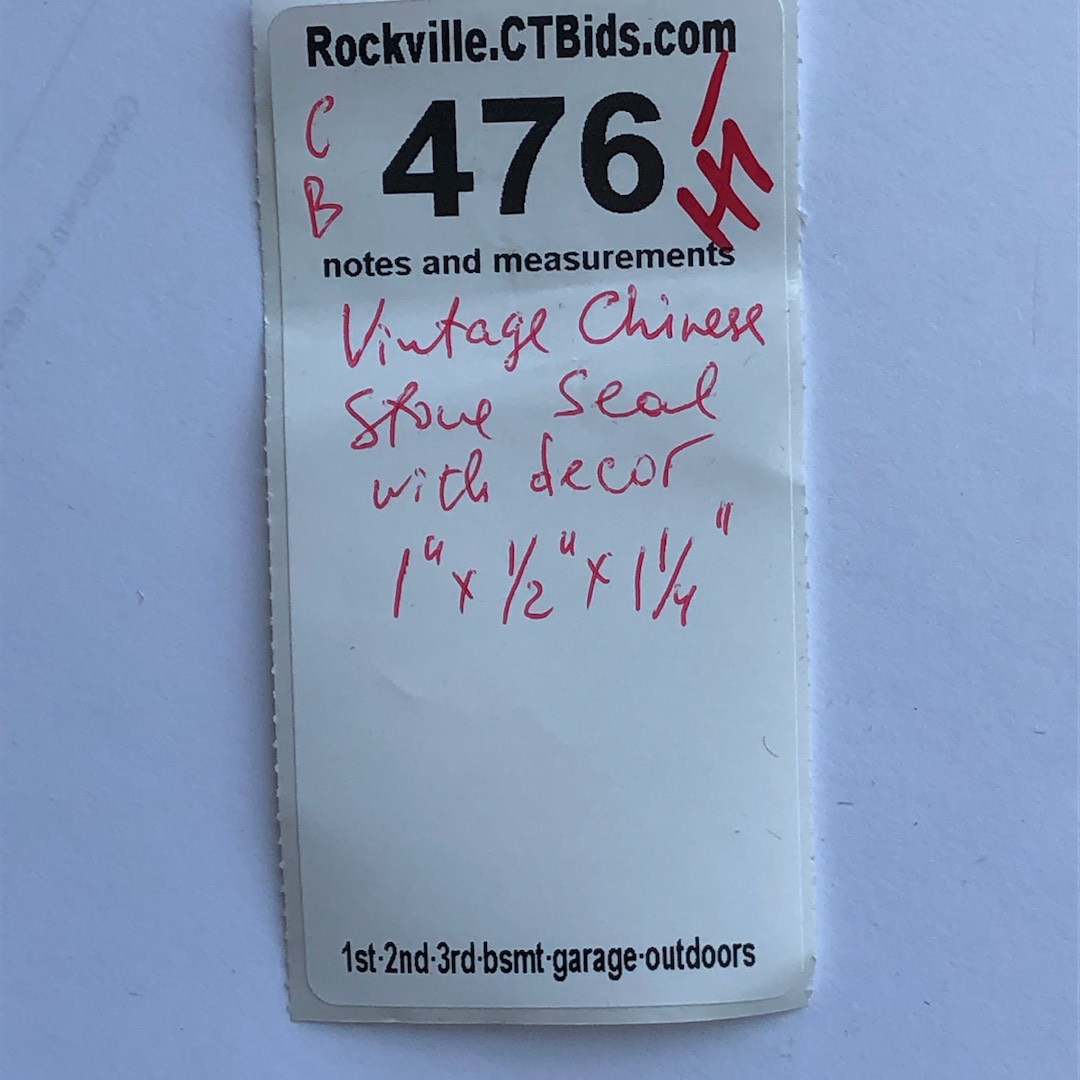 Rockville.CTBids.com
C
B
476
notes and measurements
Vintage Chinese
Stone Seal
with decor
1" x 1/2" x 1 1/4"
1st·2nd·3rd·bsmt·garage·outdoors